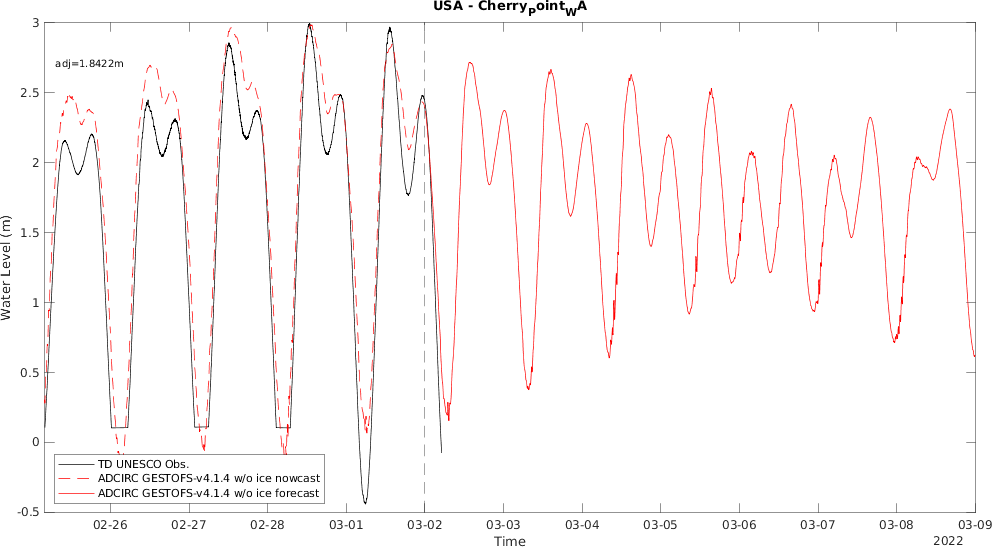 USA - Cherry_Point_WA
adj=1.8422m
3
2.5
2
1.5
1
0.5
0
-0.5
Water Level (m)
TD UNESCO Obs.
ADCIRC GESTOFS-v4.1.4 w/o ice nowcast
ADCIRC GESTOFS-v4.1.4 w/o ice forecast
02-26 02-27 02-28 03-01 03-02 03-03 03-04 03-05 03-06 03-07 03-08 03-09
Time
2022